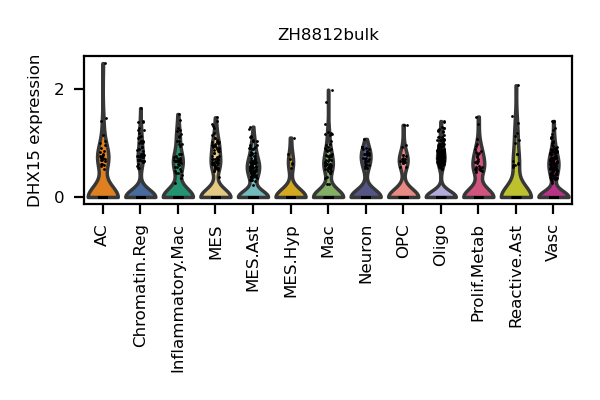 ZH8812bulk
DHX15 expression
2
0
AC
Chromatin.Reg
Inflammatory.Mac
MES
MES.Ast
MES.Hyp
Mac
Neuron
OPC
Oligo
Prolif.Metab
Reactive.Ast
Vasc